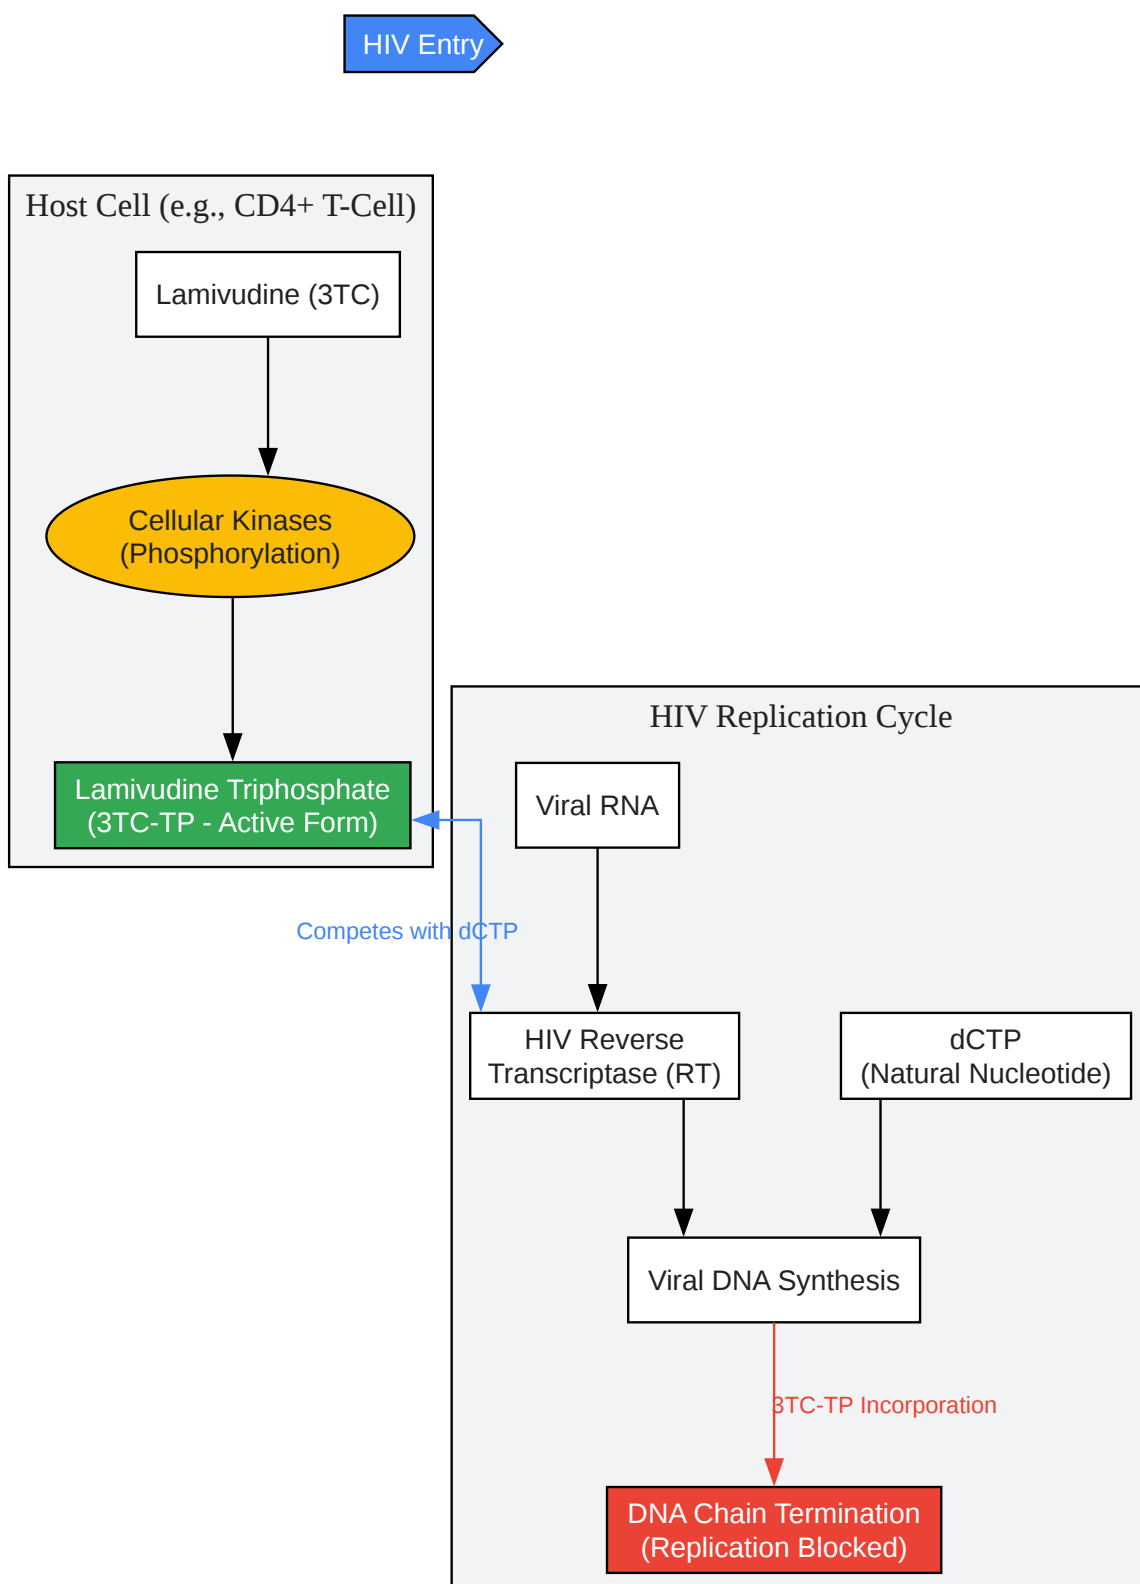 HIV Entry
Host Cell (e.g., CD4+ T-Cell)
Lamivudine (3TC)
Cellular Kinases
(Phosphorylation)
Lamivudine Triphosphate
(3TC-TP - Active Form)
HIV Replication Cycle
Viral RNA
Competes with dCTP
HIV Reverse
Transcriptase (RT)
dCTP
(Natural Nucleotide)
Viral DNA Synthesis
3TC-TP Incorporation
DNA Chain Termination
(Replication Blocked)